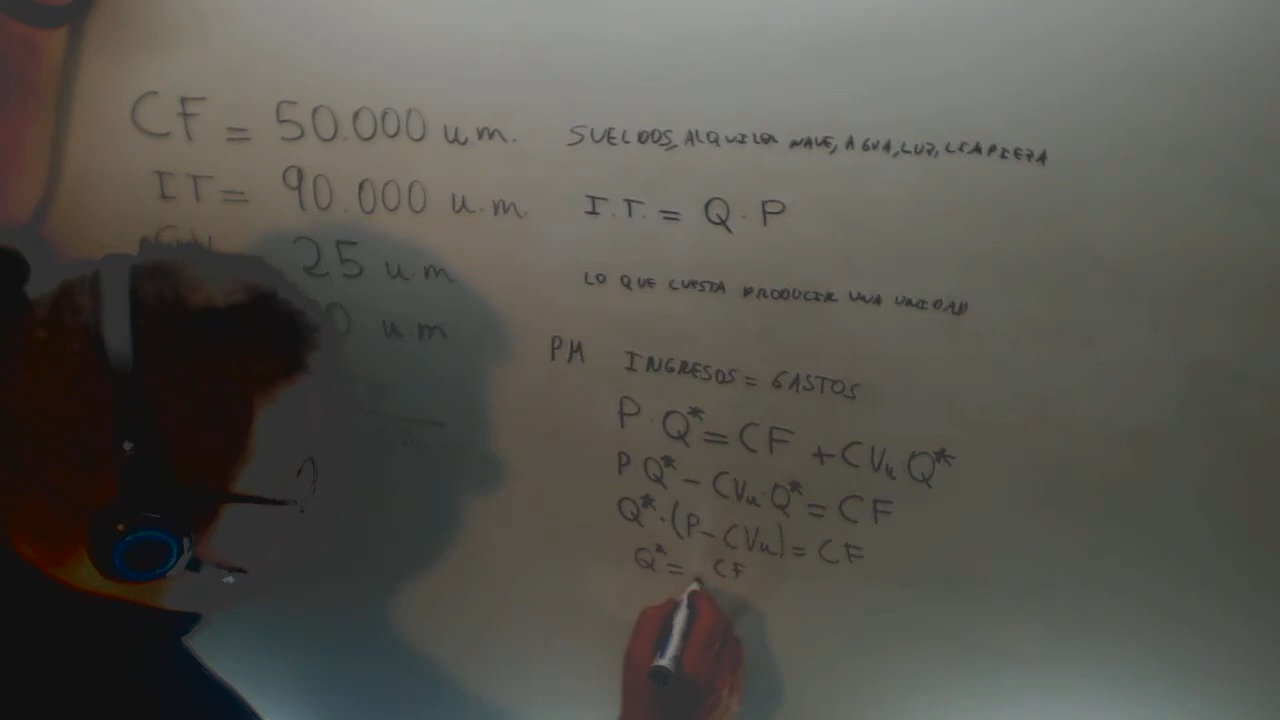 CF = 50.000 u.m. SUELDOS, ALQUILER NAVE, AGUA, LUZ, LIMPIEZA
IT = 90.000 u.m. I.T. = Q. P
25 u.m. LO QUE CUESTA PRODUCIR UNA UNIDAD
0 u.m
PM INGRESOS = GASTOS
P. Q* = CF + CVu Q*
P.Q* - CVu.Q* = CF
Q*.(P-CVu) = CF
Q* = CF